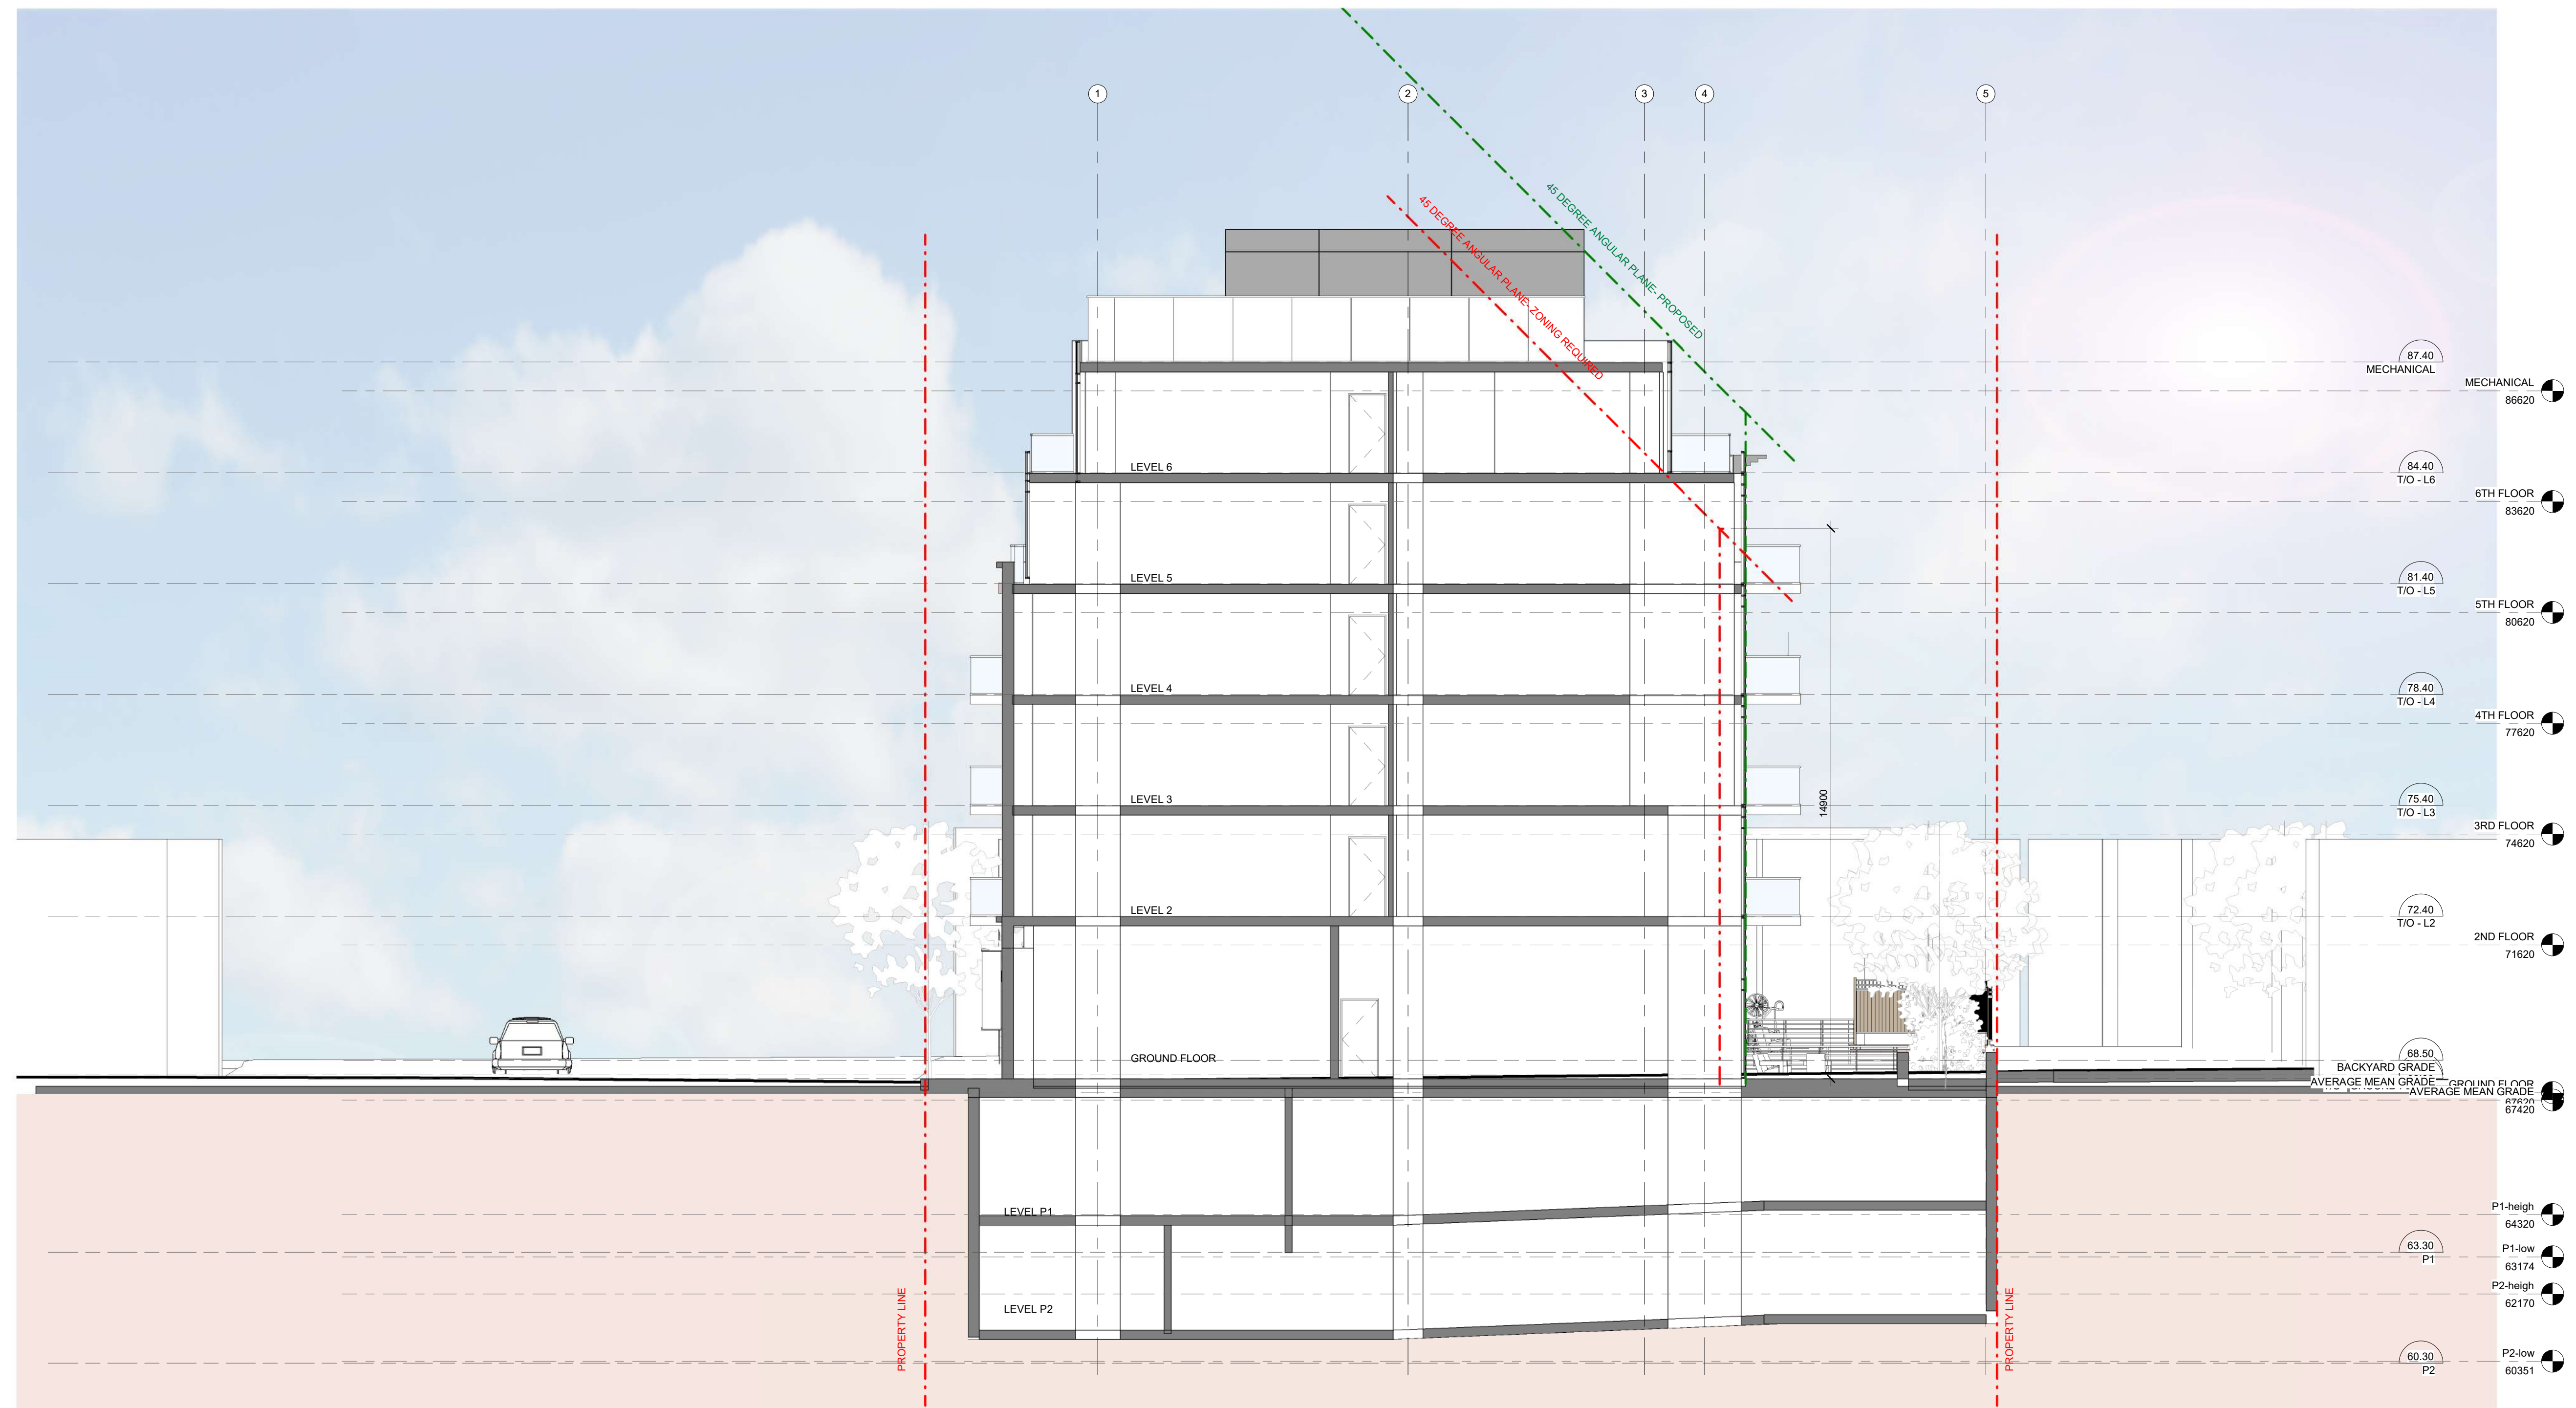 1
2
3
4
5
45 DEGREE ANGULAR PLANE- PROPOSED
45 DEGREE ANGULAR PLANE- ZONING REQUIRED
87.40
MECHANICAL
MECHANICAL
86620
LEVEL 6
84.40
T/O - L6
6TH FLOOR
83620
LEVEL 5
81.40
T/O - L5
5TH FLOOR
80620
LEVEL 4
78.40
T/O - L4
4TH FLOOR
77620
LEVEL 3
14900
75.40
T/O - L3
3RD FLOOR
74620
LEVEL 2
72.40
T/O - L2
2ND FLOOR
71620
GROUND FLOOR
68.50
BACKYARD GRADE
AVERAGE MEAN GRADE
GROUND FLOOR
AVERAGE MEAN GRADE
67620
67420
LEVEL P1
P1-heigh
64320
63.30
P1
P1-low
63174
P2-heigh
62170
LEVEL P2
PROPERTY LINE
PROPERTY LINE
60.30
P2
P2-low
60351